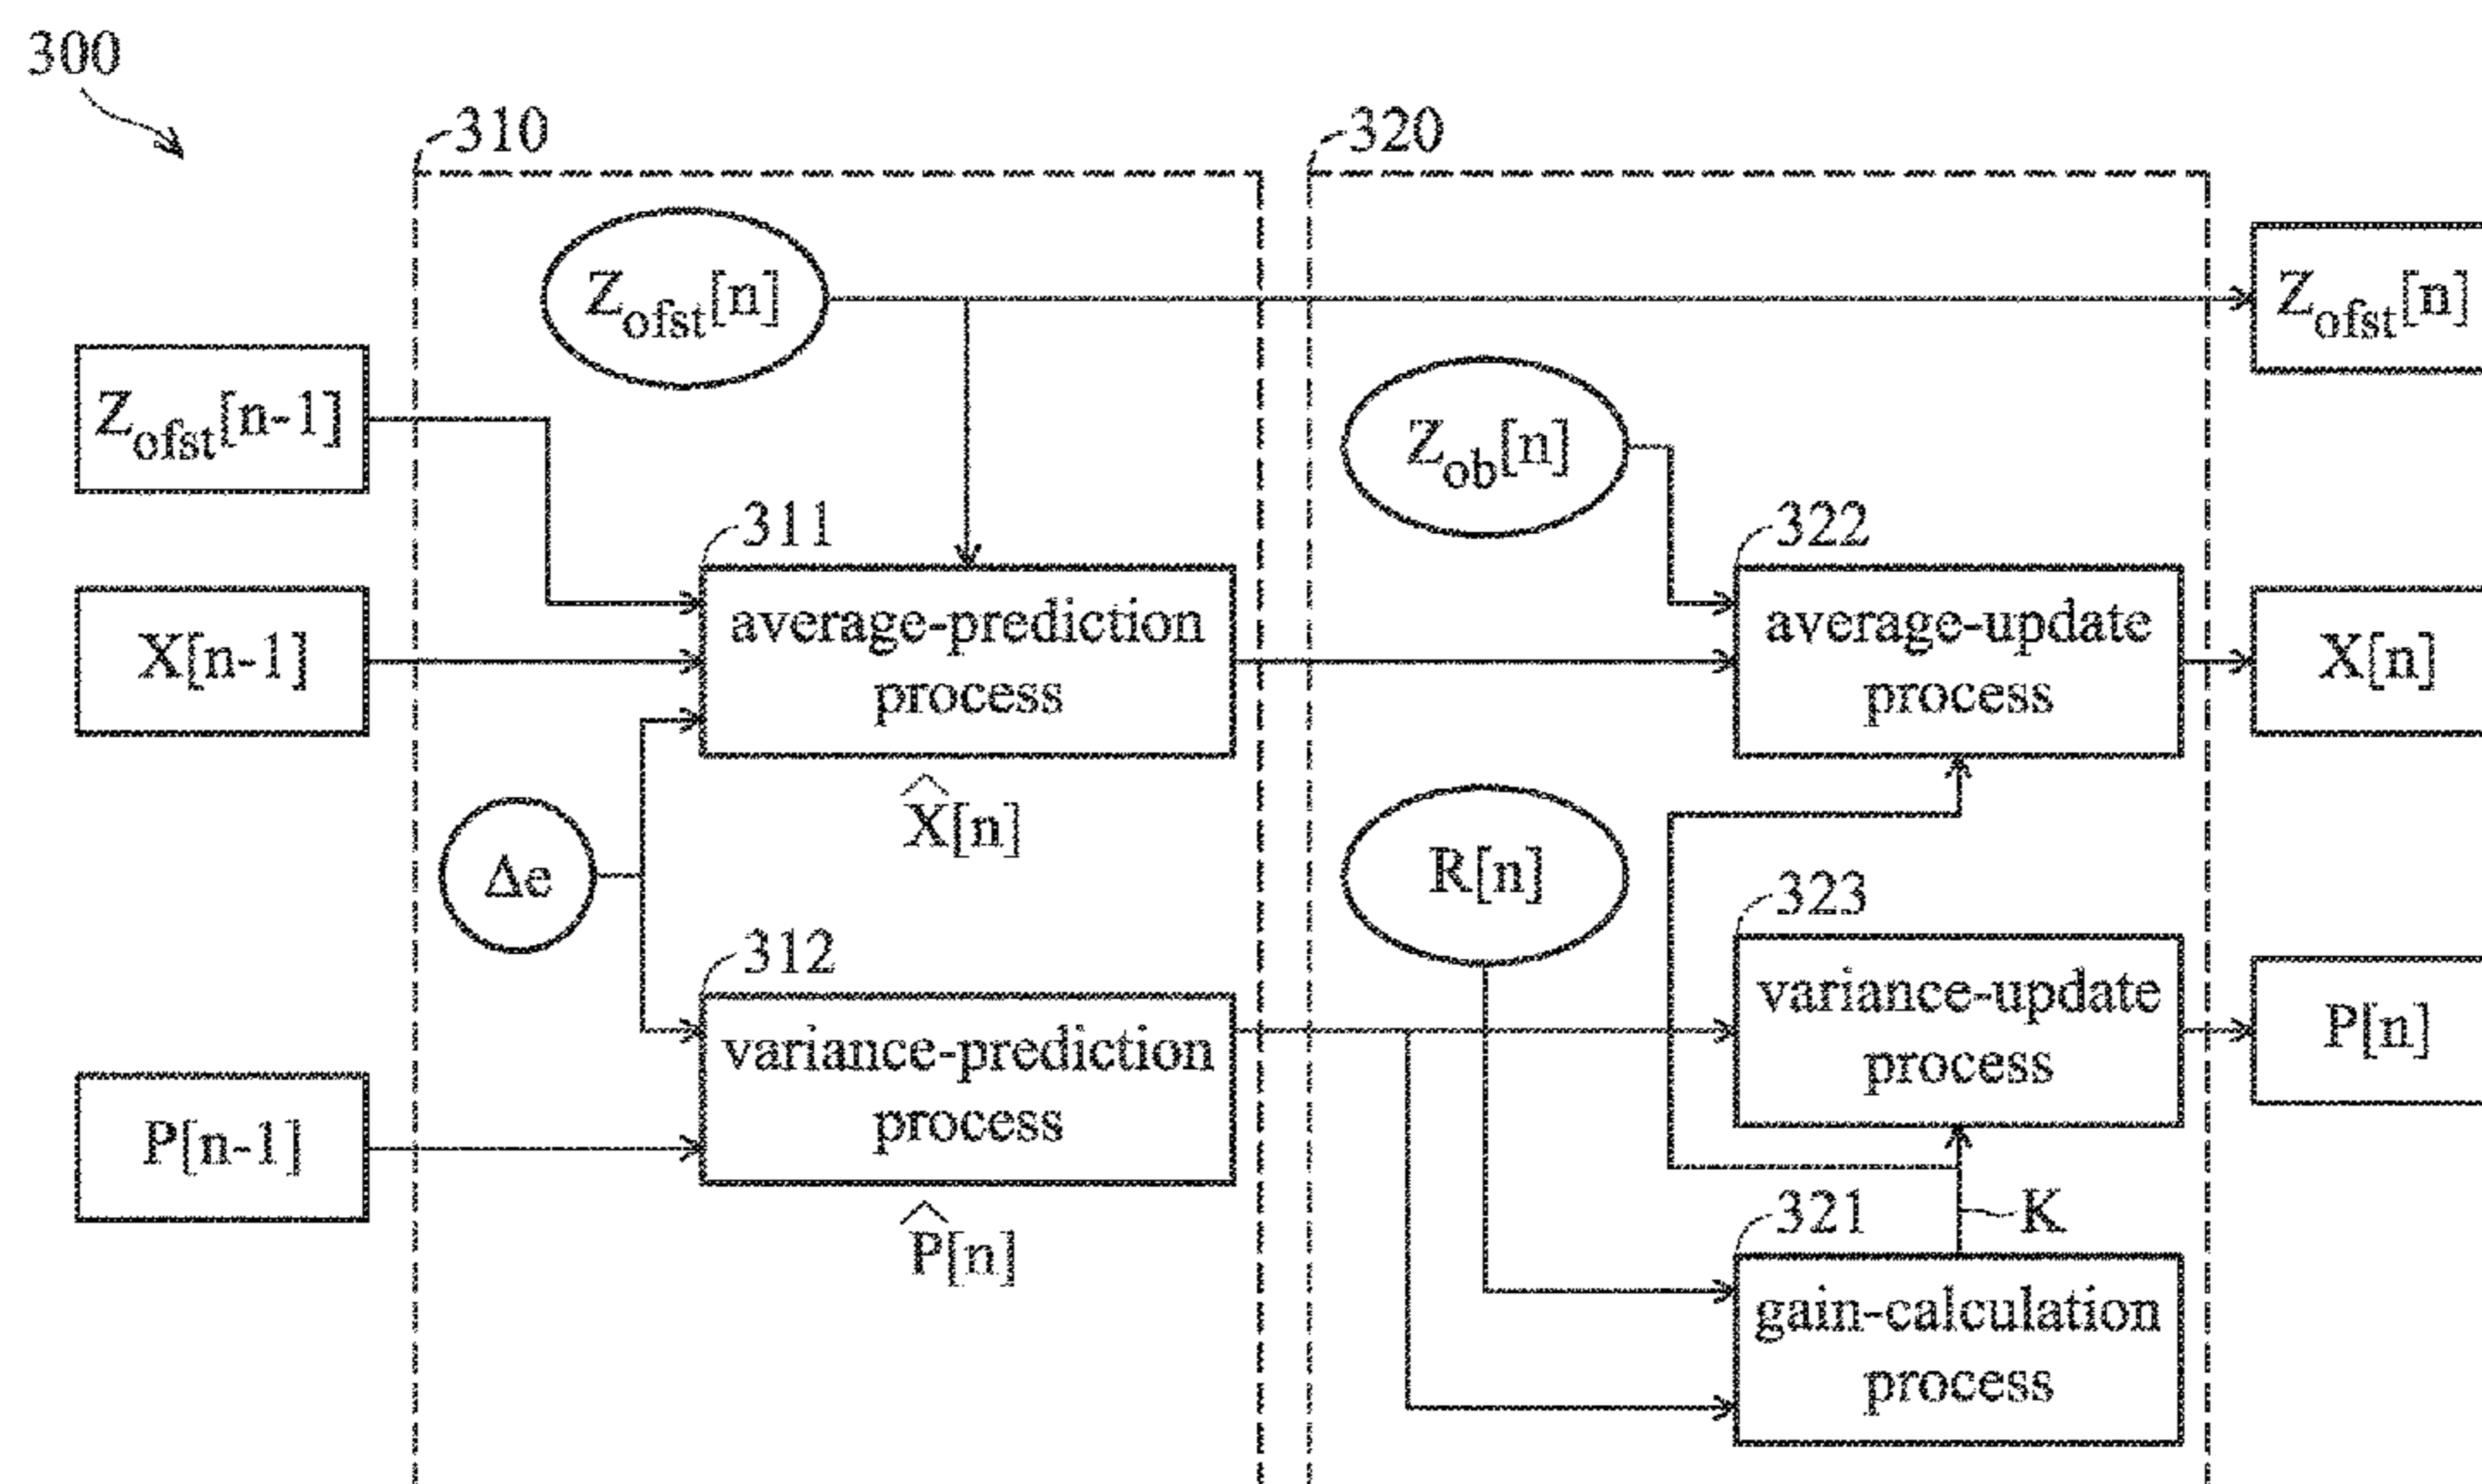 300
310
320
Zofst[n]
Zofst[n]
Zofst[n-1]
Zob[n]
311
322
average-prediction
process
average-update
process
X[n-1]
X[n]
X̂[n]
Δe
R[n]
312
323
variance-prediction
process
variance-update
process
P[n]
P[n-1]
P̂[n]
321
K
gain-calculation
process